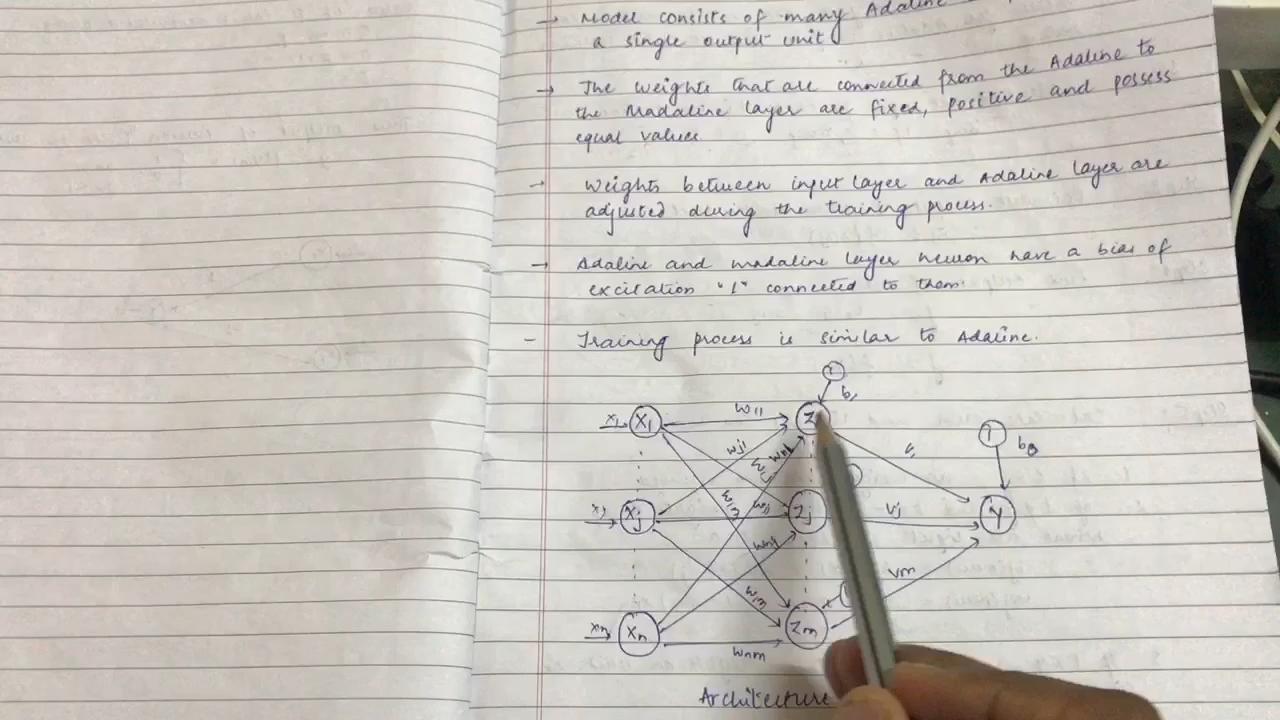 → Model consists of many Adaline
a single output unit
→ The weights that are connected from the Adaline to
the Madaline layer are fixed, positive and possess
equal values.
→ Weights between input layer and Adaline layer are
adjusted during the training process.
→ Adaline and madaline layer neuron have a bias of
excitation "1" connected to them.
- Training process is similar to Adaline.
1
b1
x1 X1 w11
wj1
1 b0
v1
xj Xj Zj vj Y
wnj
wjm
vm
xn Xn Zm
wnm
Architecture